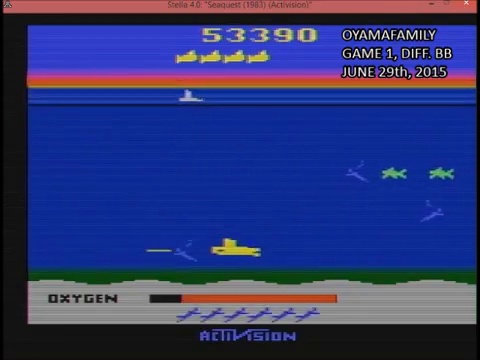 Stella 4.0: "Seaquest (1983) (Activision)"
53390
OYAMAFAMILY
GAME 1, DIFF. BB
JUNE 29th, 2015
OXYGEN
ACTIVISION